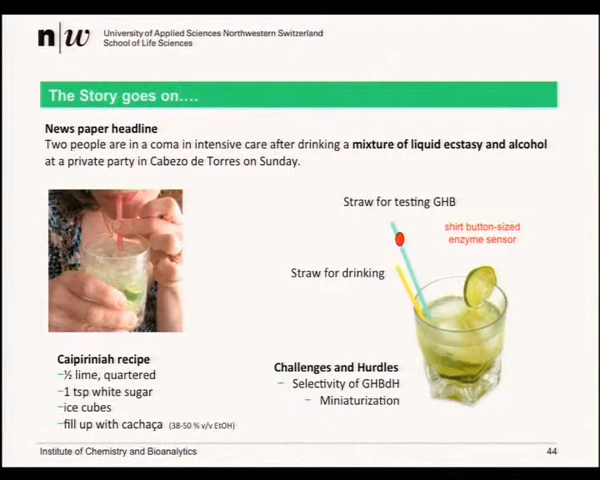 n|w
University of Applied Sciences Northwestern Switzerland
School of Life Sciences
The Story goes on….
News paper headline
Two people are in a coma in intensive care after drinking a mixture of liquid ecstasy and alcohol
at a private party in Cabezo de Torres on Sunday.
Straw for testing GHB
shirt button-sized
enzyme sensor
Straw for drinking
Caipiriniah recipe
–½ lime, quartered
–1 tsp white sugar
–ice cubes
–fill up with cachaça (38-50 % v/v EtOH)
Challenges and Hurdles
– Selectivity of GHBdH
– Miniaturization
Institute of Chemistry and Bioanalytics
44